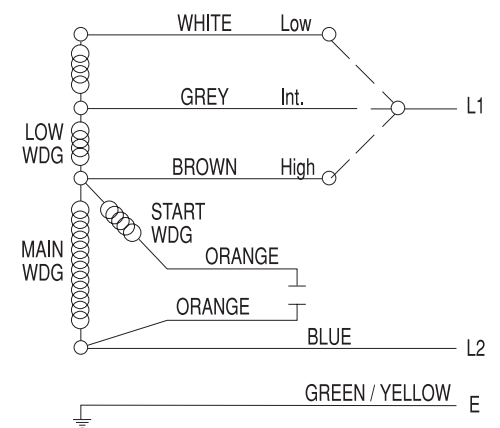 WHITE Low
GREY Int.
L1
LOW
WDG
BROWN High
START
WDG
MAIN
WDG
ORANGE
ORANGE
BLUE
L2
GREEN / YELLOW
E